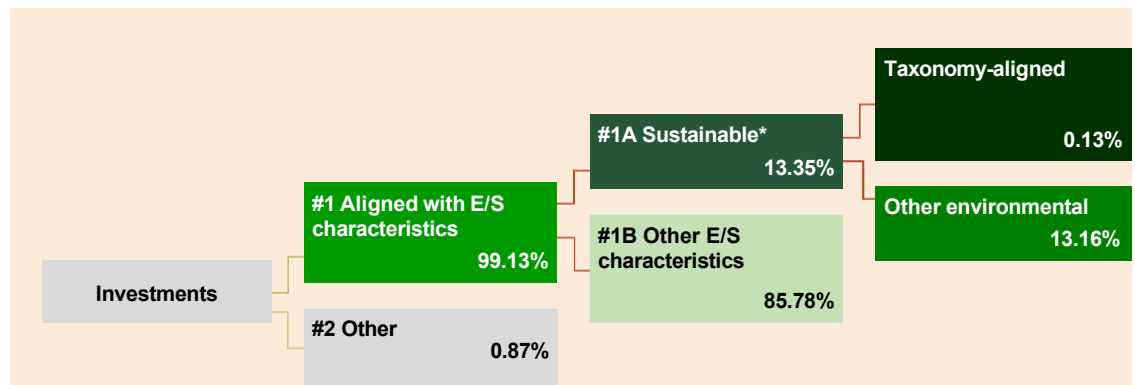 Investments
#1 Aligned with E/S
characteristics
99.13%
#2 Other
0.87%
#1A Sustainable*
13.35%
#1B Other E/S
characteristics
85.78%
Taxonomy-aligned
0.13%
Other environmental
13.16%